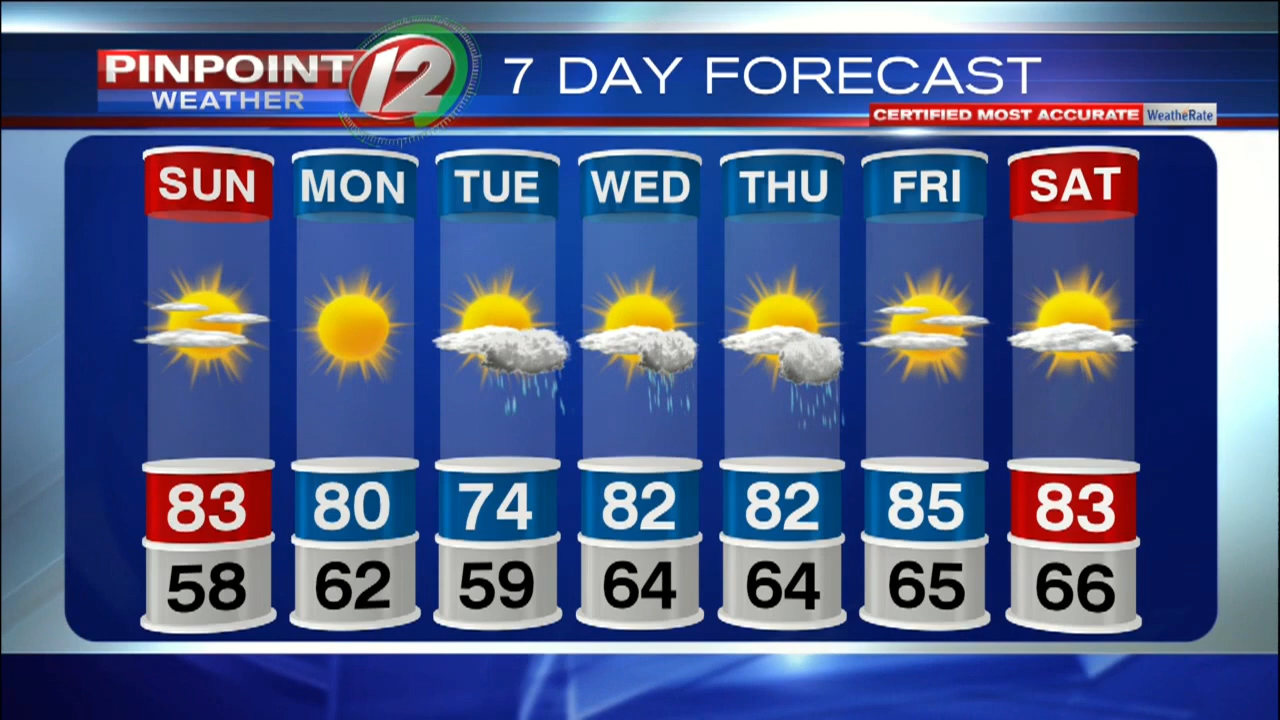 PINPOINT
WEATHER
12
7 DAY FORECAST
CERTIFIED MOST ACCURATE WeatheRate
SUN MON TUE WED THU FRI SAT
83 80 74 82 82 85 83
58 62 59 64 64 65 66